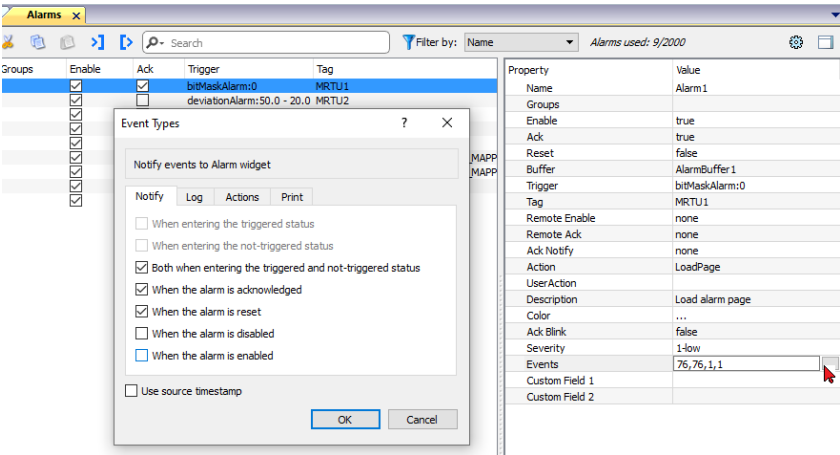 Alarms x
Search
Filter by: Name
Alarms used: 9/2000
Groups Enable Ack Trigger Tag
bitMaskAlarm:0 MRTU1
deviationAlarm:50.0 - 20.0 MRTU2
_MAPP
_MAPP
Event Types ? X
Notify events to Alarm widget
Notify Log Actions Print
When entering the triggered status
When entering the not-triggered status
Both when entering the triggered and not-triggered status
When the alarm is acknowledged
When the alarm is reset
When the alarm is disabled
When the alarm is enabled
Use source timestamp
OK Cancel
Property Value
Name Alarm1
Groups
Enable true
Ack true
Reset false
Buffer AlarmBuffer1
Trigger bitMaskAlarm:0
Tag MRTU1
Remote Enable none
Remote Ack none
Ack Notify none
Action LoadPage
UserAction
Description Load alarm page
Color ...
Ack Blink false
Severity 1-low
Events 76,76,1,1
Custom Field 1
Custom Field 2